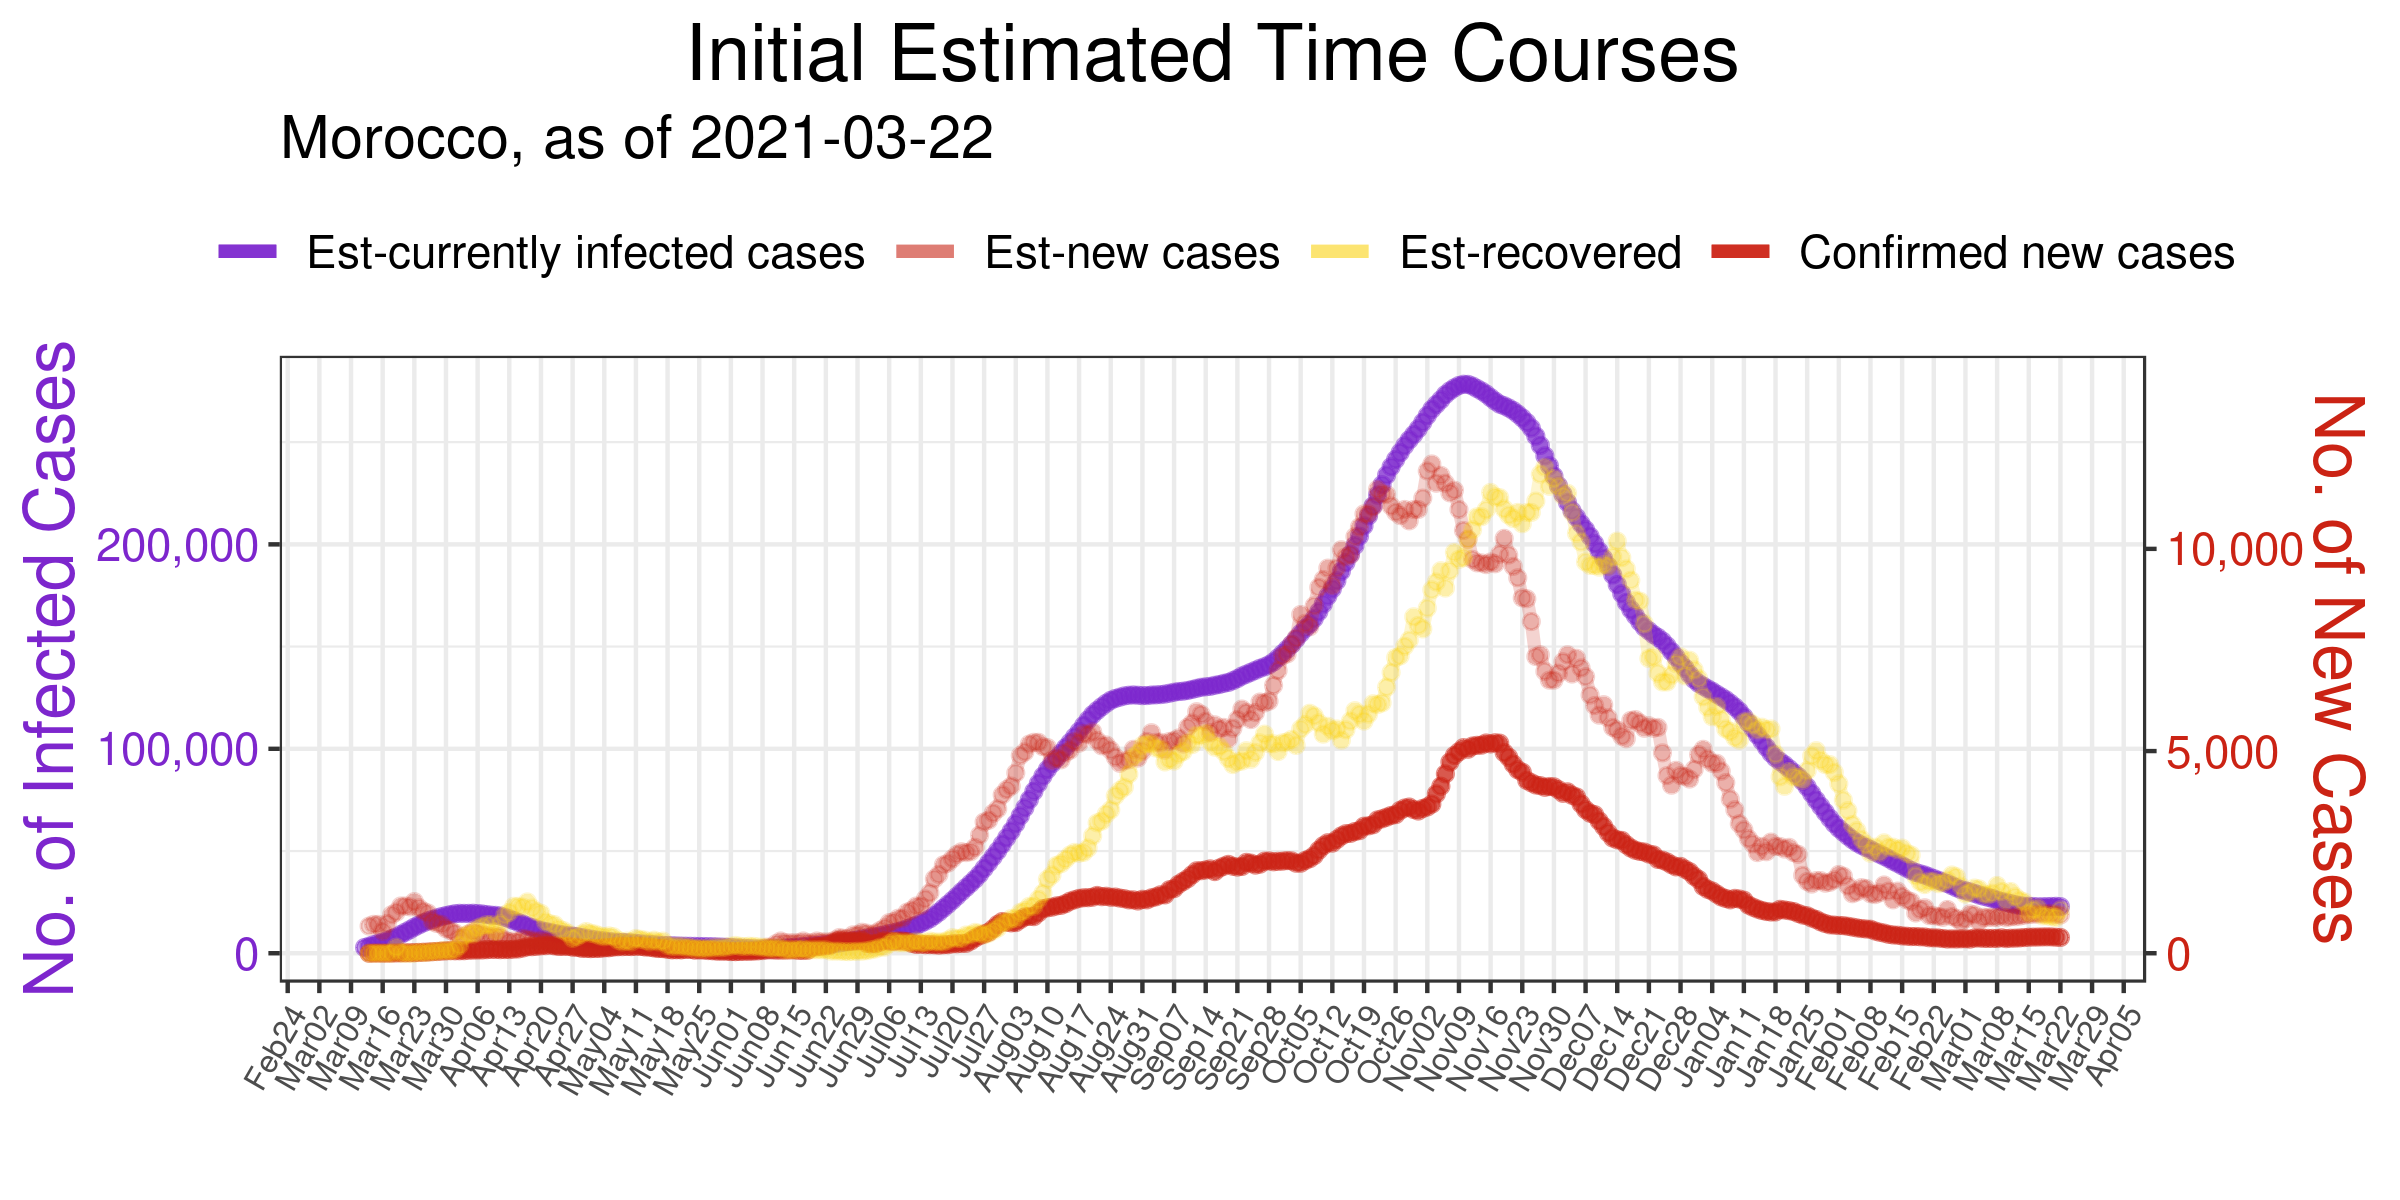 Initial Estimated Time Courses
Morocco, as of 2021-03-22
Est-currently infected cases Est-new cases Est-recovered Confirmed new cases
No. of Infected Cases
200,000
100,000
0
10,000
5,000
0
No. of New Cases
Feb24 Mar02 Mar09 Mar16 Mar23 Mar30 Apr06 Apr13 Apr20 Apr27 May04 May11 May18 May25 Jun01 Jun08 Jun15 Jun22 Jun29 Jul06 Jul13 Jul20 Jul27 Aug03 Aug10 Aug17 Aug24 Aug31 Sep07 Sep14 Sep21 Sep28 Oct05 Oct12 Oct19 Oct26 Nov02 Nov09 Nov16 Nov23 Nov30 Dec07 Dec14 Dec21 Dec28 Jan04 Jan11 Jan18 Jan25 Feb01 Feb08 Feb15 Feb22 Mar01 Mar08 Mar15 Mar22 Mar29 Apr05